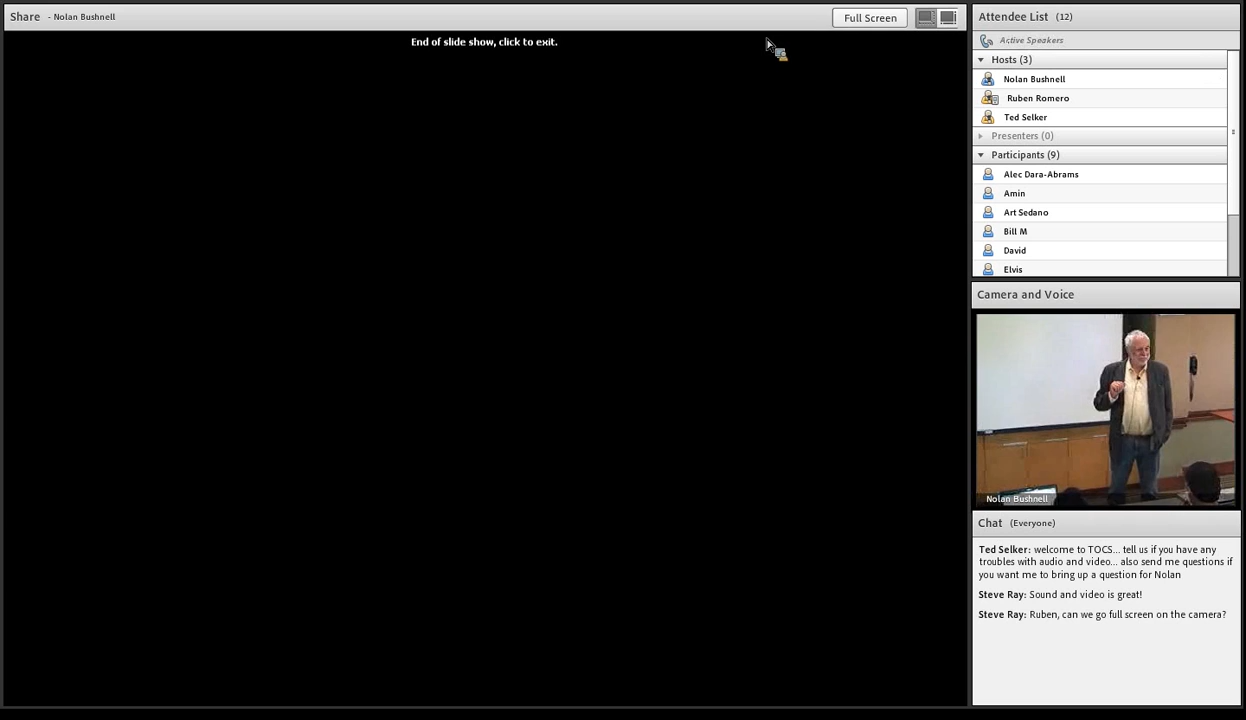 Share - Nolan Bushnell
Full Screen
End of slide show, click to exit.
Attendee List (12)
Active Speakers
Hosts (3)
Nolan Bushnell
Ruben Romero
Ted Selker
Presenters (0)
Participants (9)
Alec Dara-Abrams
Amin
Art Sedano
Bill M
David
Elvis
Camera and Voice
Nolan Bushnell
Chat (Everyone)
Ted Selker: welcome to TOCS... tell us if you have any
troubles with audio and video... also send me questions if
you want me to bring up a question for Nolan
Steve Ray: Sound and video is great!
Steve Ray: Ruben, can we go full screen on the camera?